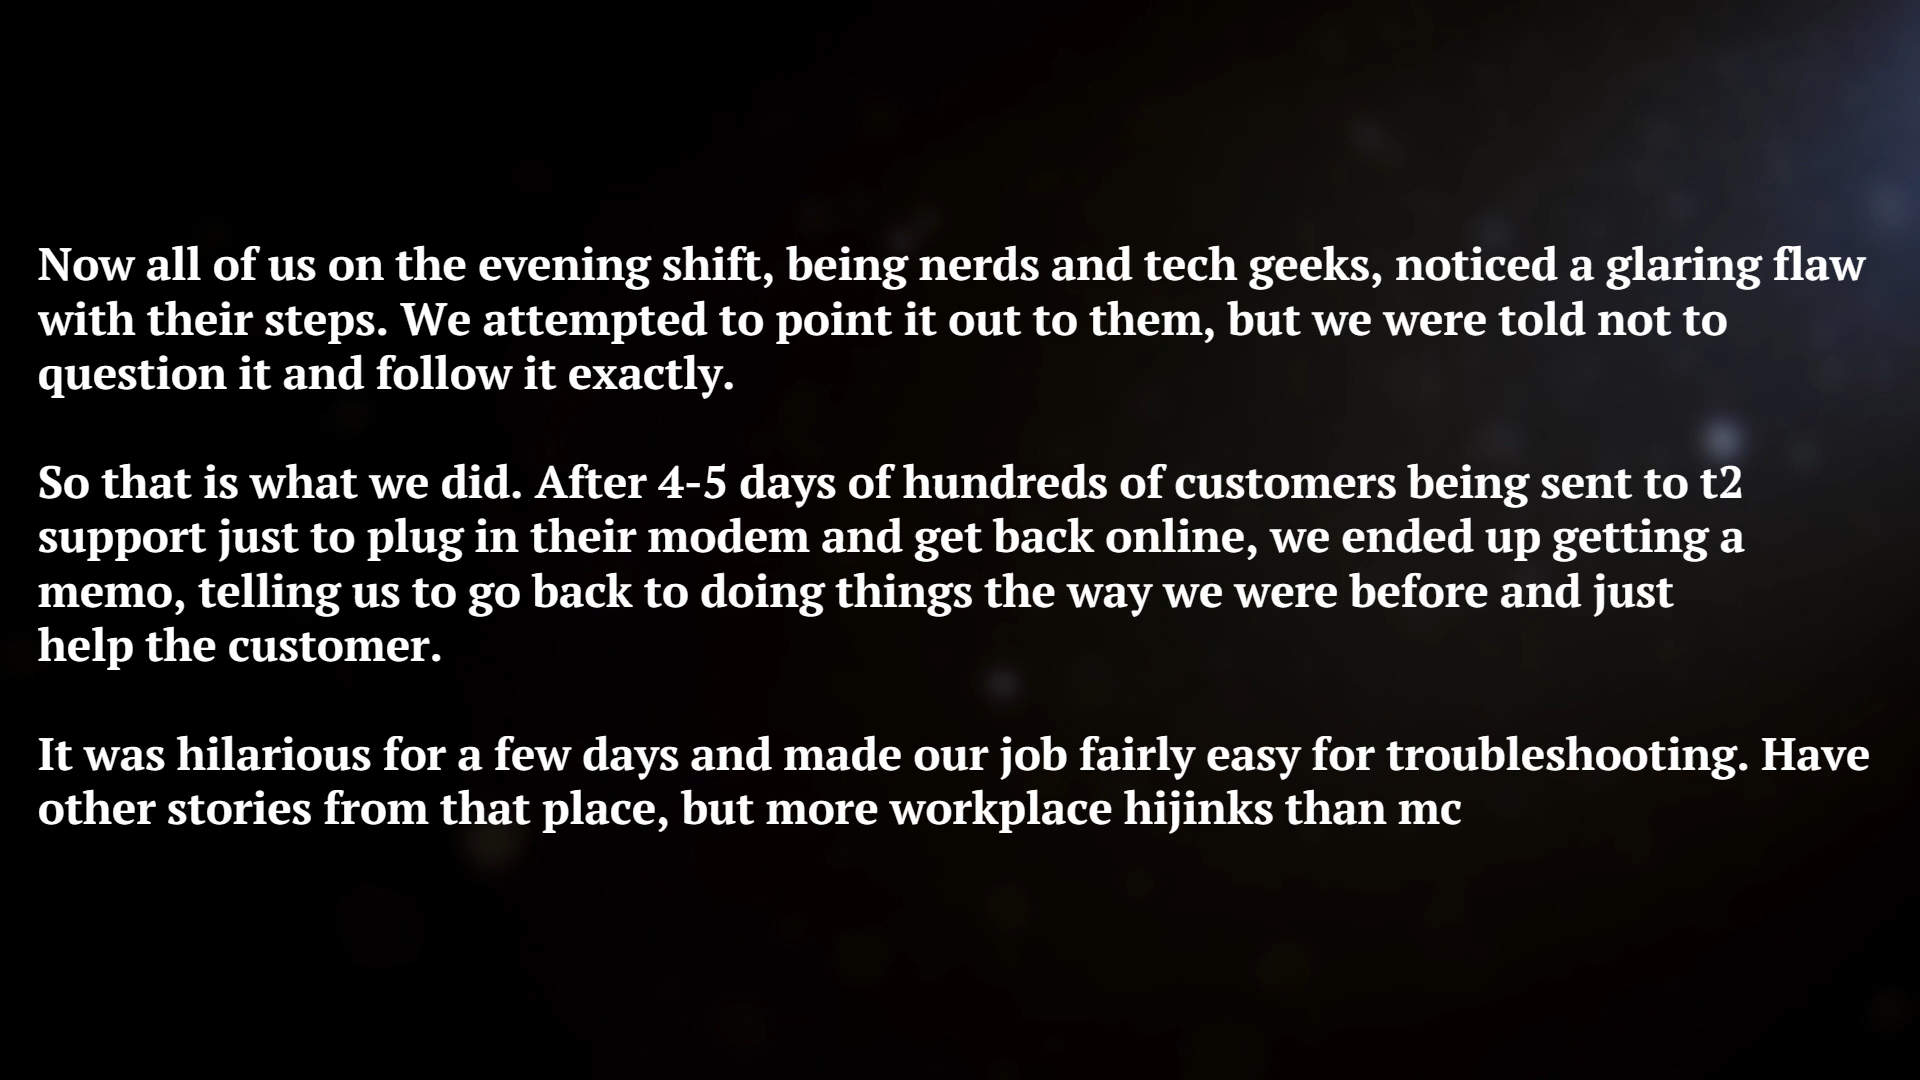 Now all of us on the evening shift, being nerds and tech geeks, noticed a glaring flaw
with their steps. We attempted to point it out to them, but we were told not to
question it and follow it exactly.
So that is what we did. After 4-5 days of hundreds of customers being sent to t2
support just to plug in their modem and get back online, we ended up getting a
memo, telling us to go back to doing things the way we were before and just
help the customer.
It was hilarious for a few days and made our job fairly easy for troubleshooting. Have
other stories from that place, but more workplace hijinks than mc